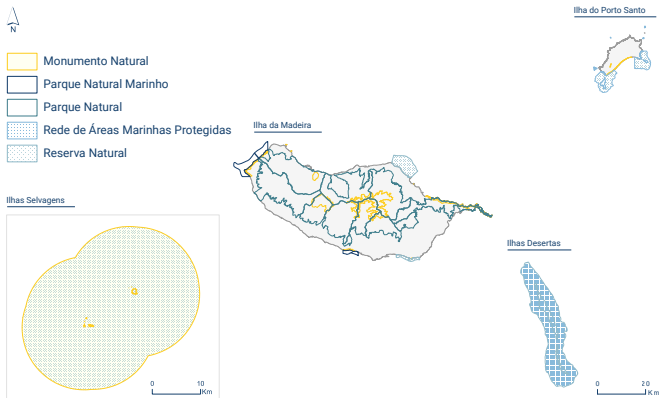 Ilha do Porto Santo
N
Monumento Natural
Parque Natural Marinho
Parque Natural
Rede de Áreas Marinhas Protegidas
Reserva Natural
Ilha da Madeira
Ilhas Selvagens
Ilhas Desertas
0 10
Km
0 20
Km